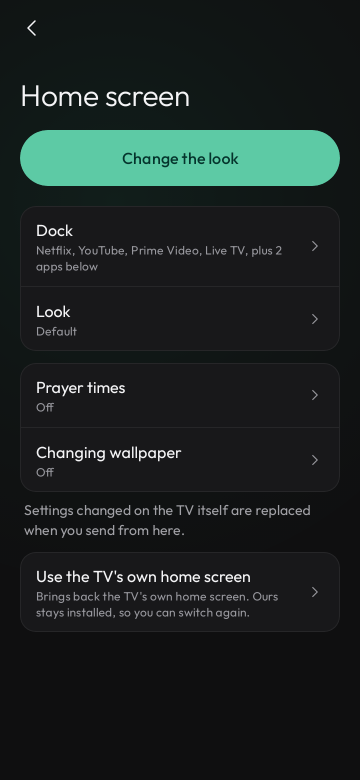 Home screen
Change the look
Dock
Netflix, YouTube, Prime Video, Live TV, plus 2
apps below
Look
Default
Prayer times
Off
Changing wallpaper
Off
Settings changed on the TV itself are replaced
when you send from here.
Use the TV's own home screen
Brings back the TV's own home screen. Ours
stays installed, so you can switch again.